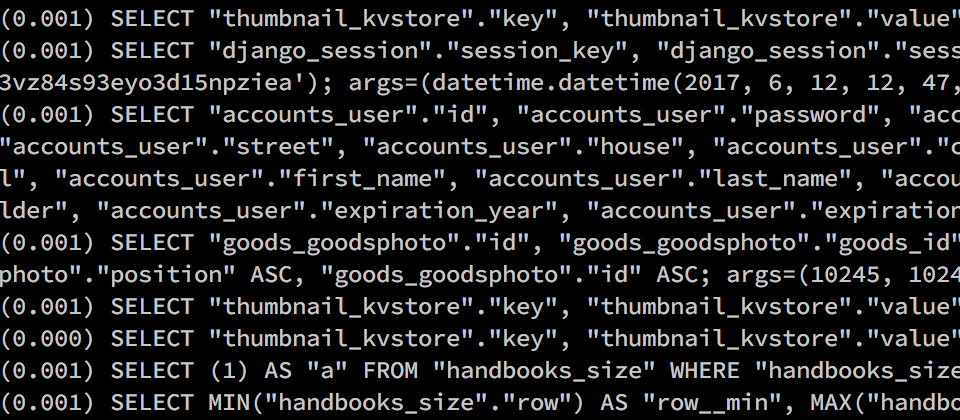 (0.001) SELECT "thumbnail_kvstore"."key", "thumbnail_kvstore"."value"
(0.001) SELECT "django_session"."session_key", "django_session"."sess
3vz84s93eyo3d15npziea'); args=(datetime.datetime(2017, 6, 12, 12, 47,
(0.001) SELECT "accounts_user"."id", "accounts_user"."password", "acc
"accounts_user"."street", "accounts_user"."house", "accounts_user"."c
l", "accounts_user"."first_name", "accounts_user"."last_name", "accou
lder", "accounts_user"."expiration_year", "accounts_user"."expiration
(0.001) SELECT "goods_goodsphoto"."id", "goods_goodsphoto"."goods_id"
photo"."position" ASC, "goods_goodsphoto"."id" ASC; args=(10245, 1024
(0.001) SELECT "thumbnail_kvstore"."key", "thumbnail_kvstore"."value"
(0.000) SELECT "thumbnail_kvstore"."key", "thumbnail_kvstore"."value"
(0.001) SELECT (1) AS "a" FROM "handbooks_size" WHERE "handbooks_size
(0.001) SELECT MIN("handbooks_size"."row") AS "row__min", MAX("handbo